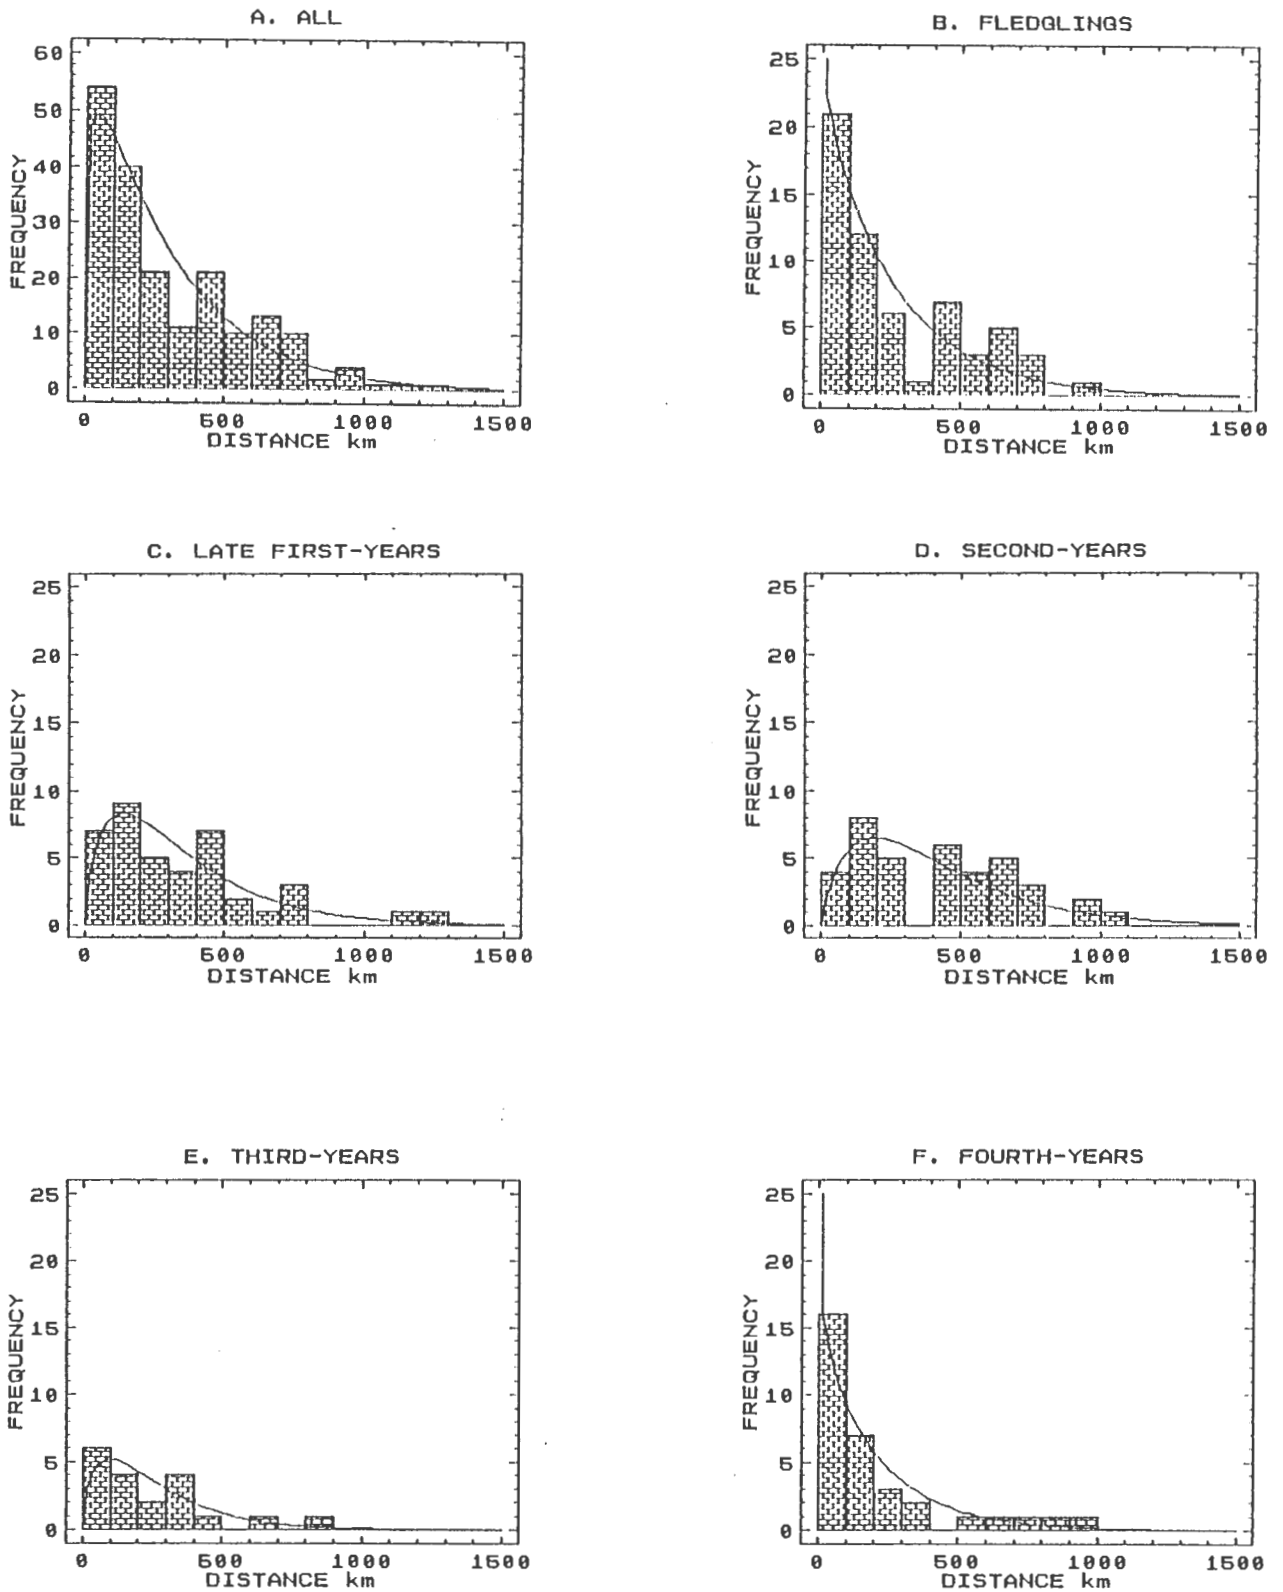 A. ALL
60
50
40
30
20
10
0
FREQUENCY
0 500 1000 1500
DISTANCE km
B. FLEDGLINGS
25
20
15
10
5
0
FREQUENCY
0 500 1000 1500
DISTANCE km
C. LATE FIRST-YEARS
25
20
15
10
5
0
FREQUENCY
0 500 1000 1500
DISTANCE km
D. SECOND-YEARS
25
20
15
10
5
0
FREQUENCY
0 500 1000 1500
DISTANCE km
E. THIRD-YEARS
25
20
15
10
5
0
FREQUENCY
0 500 1000 1500
DISTANCE km
F. FOURTH-YEARS
25
20
15
10
5
0
FREQUENCY
0 500 1000 1500
DISTANCE km